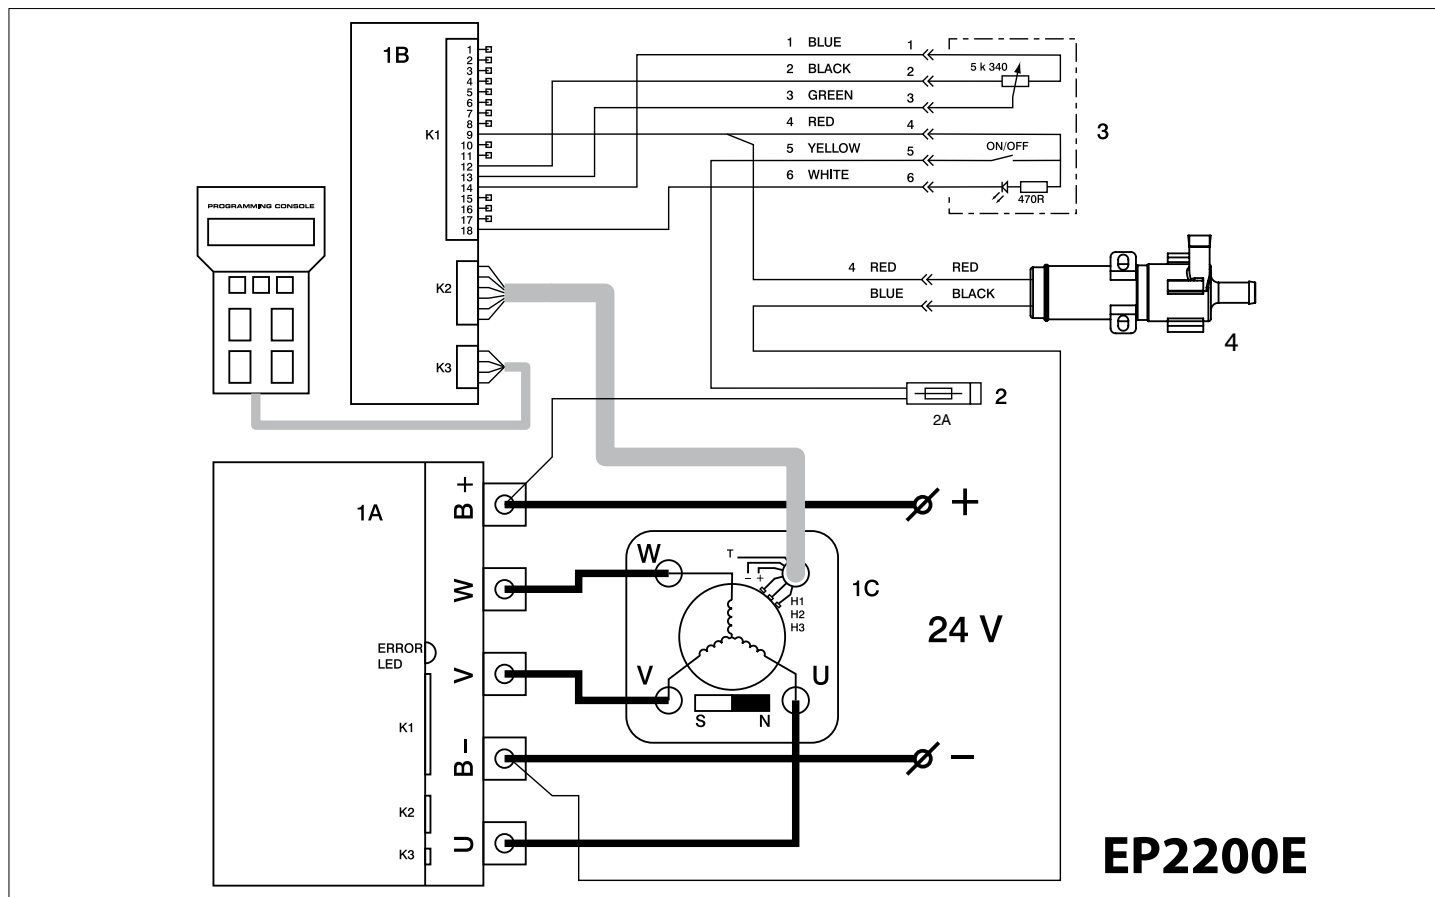 1B
K1
1
2
3
4
5
6
7
8
9
10
11
12
13
14
15
16
17
18
1 BLUE 1
2 BLACK 2
3 GREEN 3
4 RED 4
5 YELLOW 5
6 WHITE 6
5 k 340
ON/OFF
470R
3
PROGRAMMING CONSOLE
K2
K3
4 RED RED
BLUE BLACK
4
2
2A
1A
B +
W
V
B –
U
ERROR
LED
K1
K2
K3
+
–
24 V
1C
W
V
U
T
– +
H1
H2
H3
S N
EP2200E